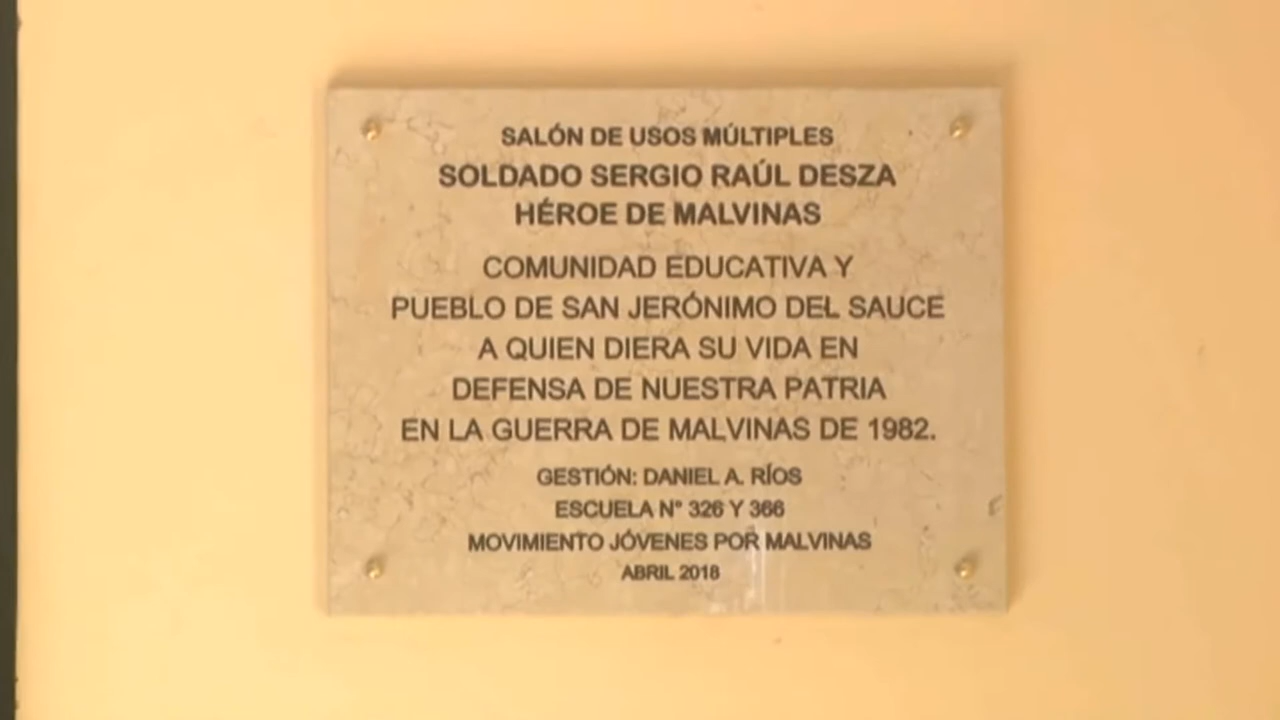 SALÓN DE USOS MÚLTIPLES
SOLDADO SERGIO RAÚL DESZA
HÉROE DE MALVINAS
COMUNIDAD EDUCATIVA Y
PUEBLO DE SAN JERÓNIMO DEL SAUCE
A QUIEN DIERA SU VIDA EN
DEFENSA DE NUESTRA PATRIA
EN LA GUERRA DE MALVINAS DE 1982.
GESTIÓN: DANIEL A. RÍOS
ESCUELA N° 326 Y 366
MOVIMIENTO JÓVENES POR MALVINAS
ABRIL 2018